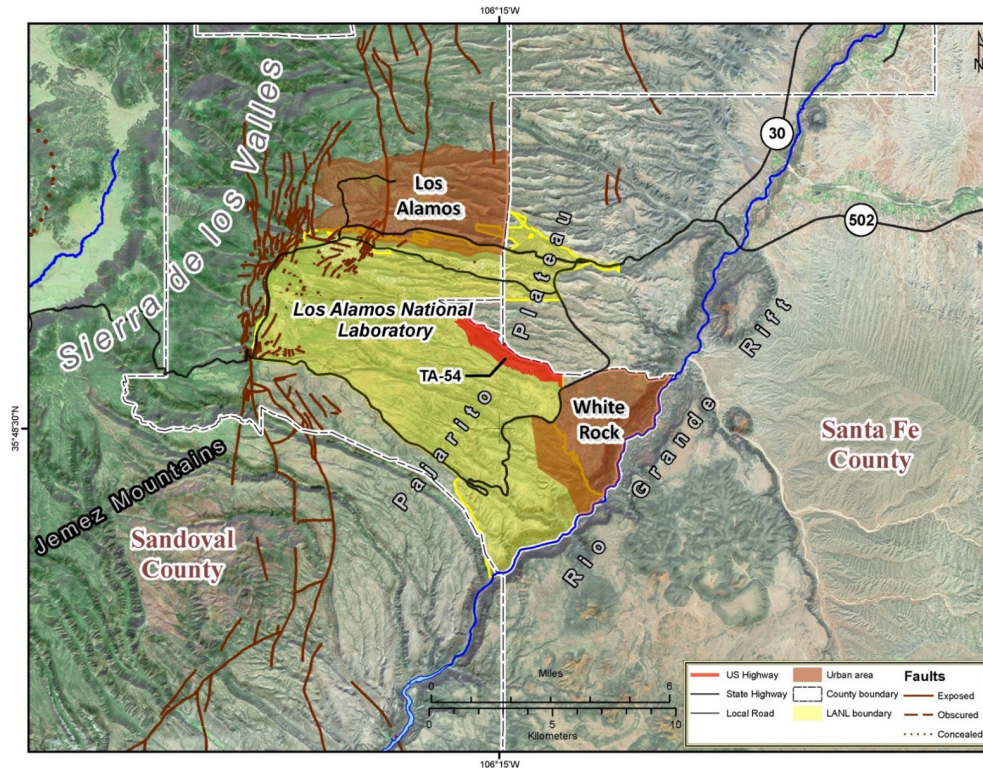 106°15'W
N
30
502
Sierra de los Valles
Los
Alamos
Los Alamos National
Laboratory
Pajarito Plateau
TA-54
White
Rock
Rio Grande Rift
Santa Fe
County
35°48'30"N
Jemez Mountains
Sandoval
County
Miles
0 6
0 5 10
Kilometers
US Highway
State Highway
Local Road
Urban area
County boundary
LANL boundary
Faults
Exposed
Obscured
Concealed
106°15'W